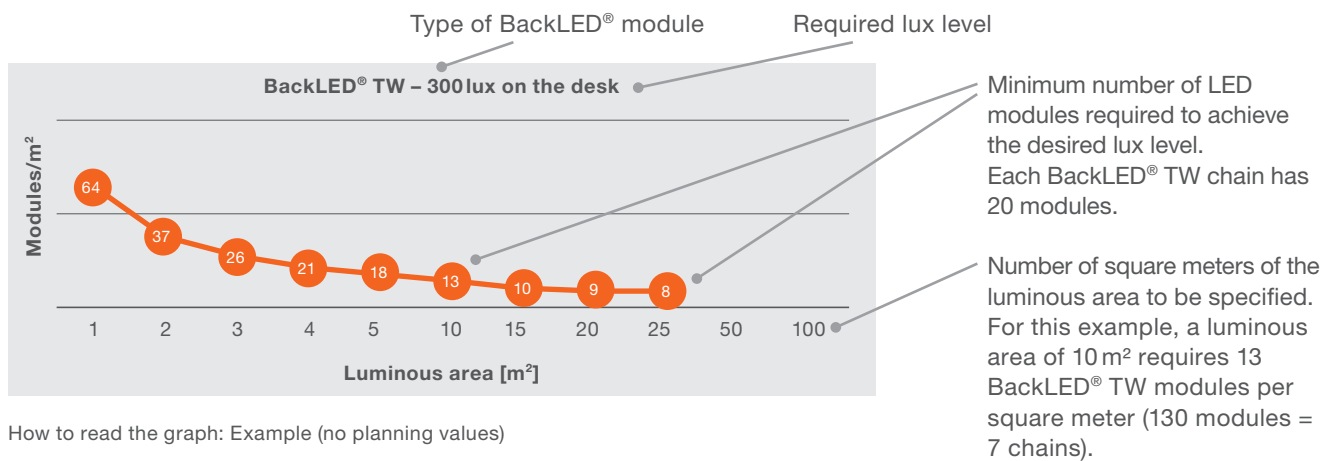 Type of BackLED® module
Required lux level
BackLED® TW – 300 lux on the desk
Modules/m²
64
37
26
21
18
13
10
9
8
1 2 3 4 5 10 15 20 25 50 100
Luminous area [m²]
Minimum number of LED
modules required to achieve
the desired lux level.
Each BackLED® TW chain has
20 modules.
Number of square meters of the
luminous area to be specified.
For this example, a luminous
area of 10 m² requires 13
BackLED® TW modules per
square meter (130 modules =
7 chains).
How to read the graph: Example (no planning values)